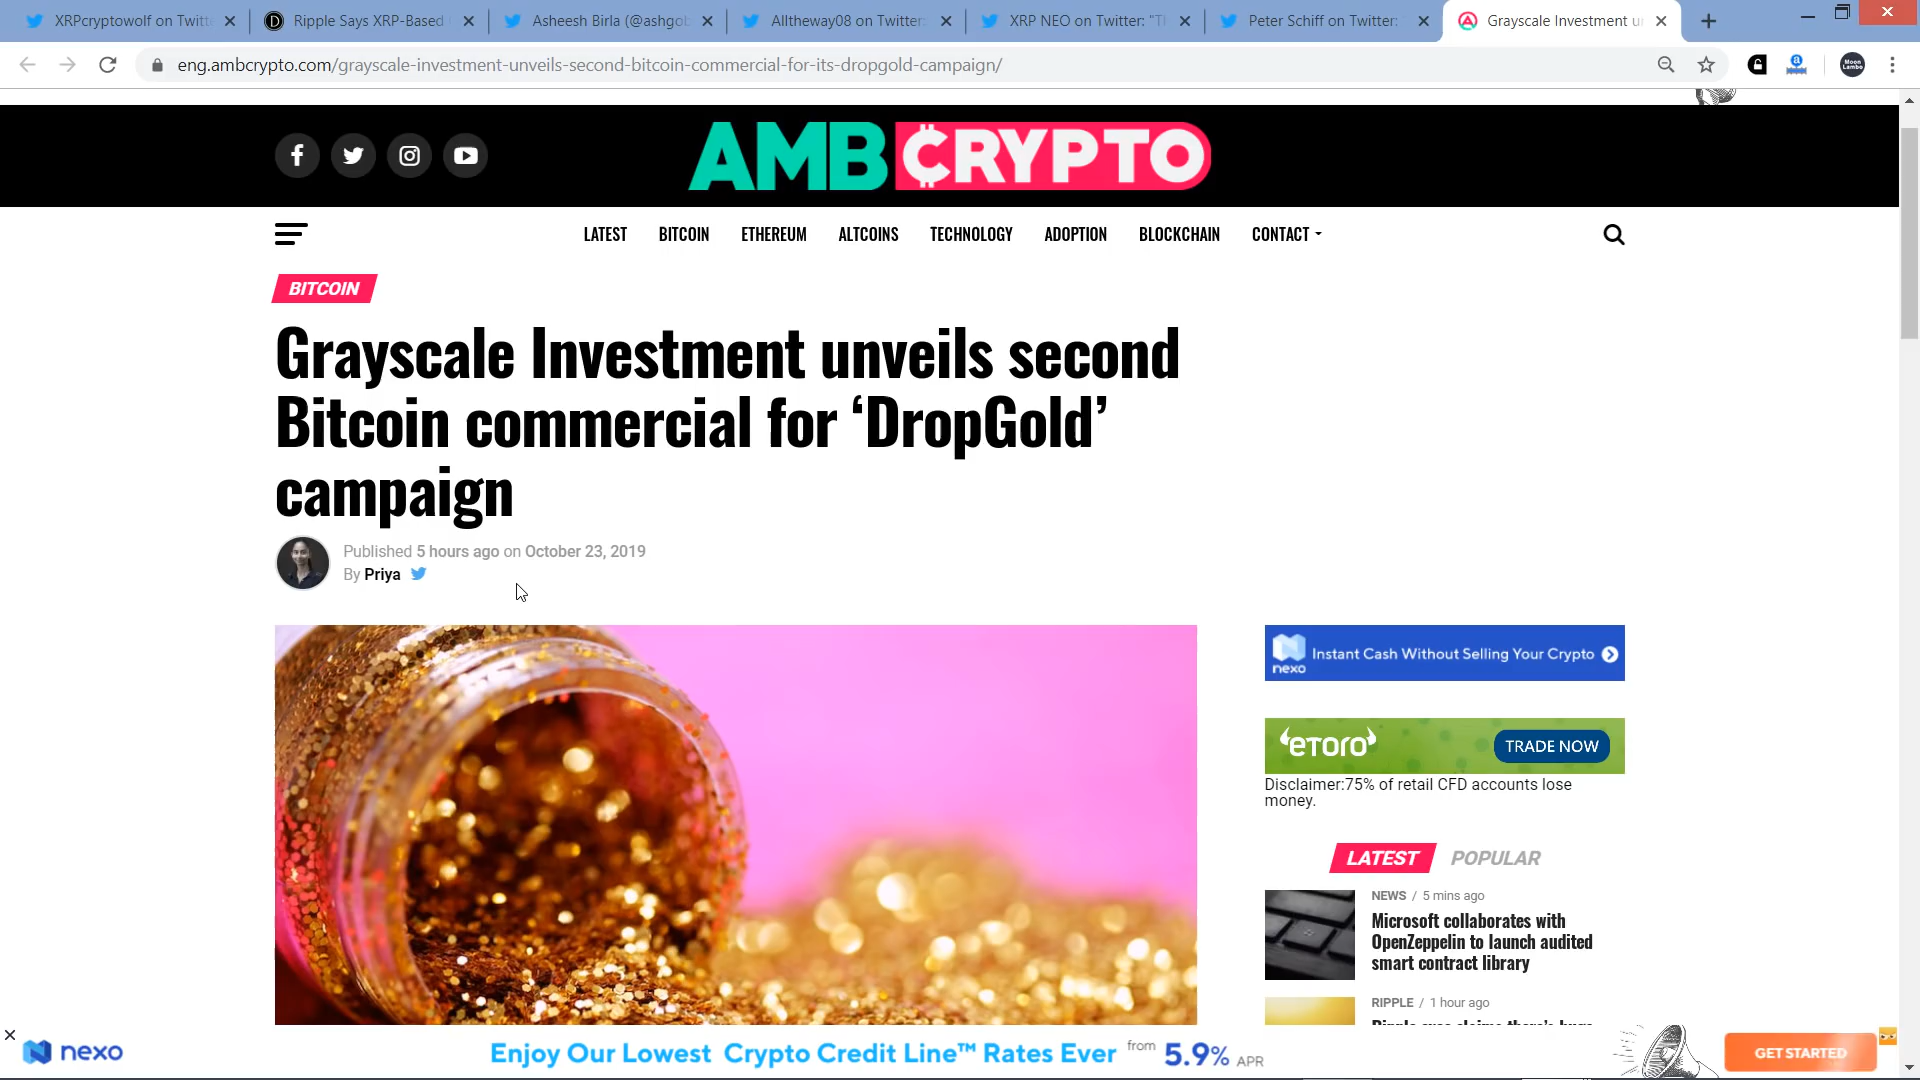 XRPcryptowolf on Twitt
Ripple Says XRP-Based
Asheesh Birla (@ashgob
Alltheway08 on Twitter:
XRP NEO on Twitter: "Tl
Peter Schiff on Twitter:
Grayscale Investment u
eng.ambcrypto.com/grayscale-investment-unveils-second-bitcoin-commercial-for-its-dropgold-campaign/
Moon Lambo
AMBCRYPTO
LATEST
BITCOIN
ETHEREUM
ALTCOINS
TECHNOLOGY
ADOPTION
BLOCKCHAIN
CONTACT
BITCOIN
Grayscale Investment unveils second
Bitcoin commercial for ‘DropGold’
campaign
Published 5 hours ago on October 23, 2019
By Priya
nexo Instant Cash Without Selling Your Crypto
eToro TRADE NOW
Disclaimer:75% of retail CFD accounts lose
money.
LATEST POPULAR
NEWS / 5 mins ago
Microsoft collaborates with
OpenZeppelin to launch audited
smart contract library
RIPPLE / 1 hour ago
nexo
Enjoy Our Lowest Crypto Credit Line™ Rates Ever from 5.9% APR
GET STARTED